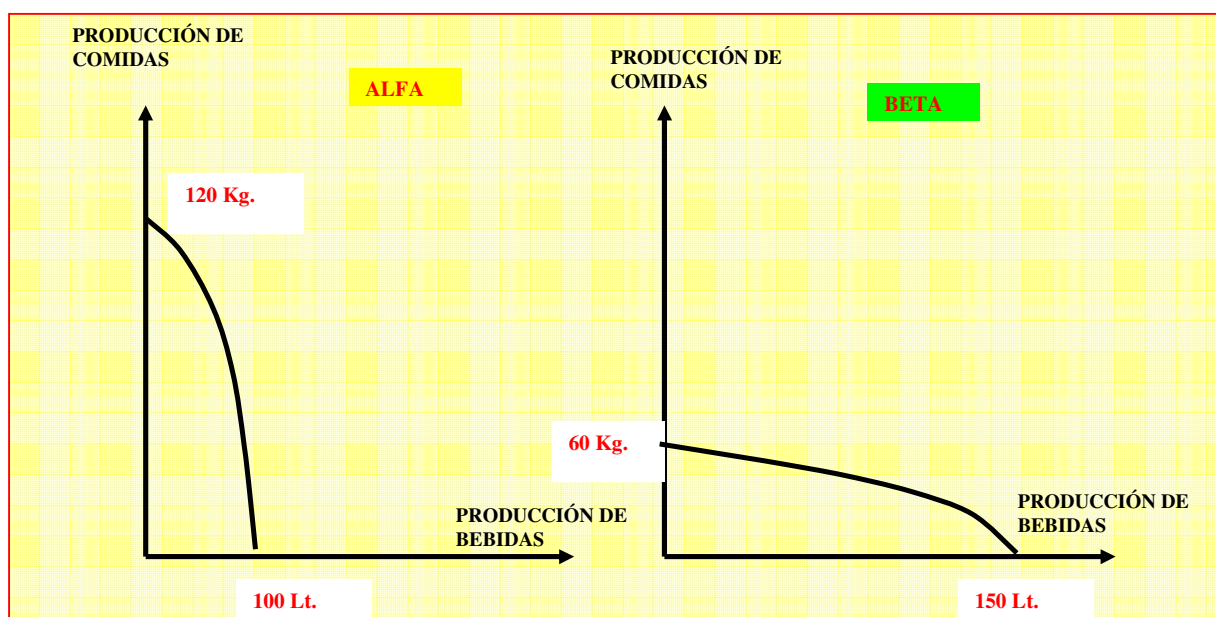 PRODUCCIÓN DE
COMIDAS
ALFA
120 Kg.
PRODUCCIÓN DE
BEBIDAS
100 Lt.
PRODUCCIÓN DE
COMIDAS
BETA
60 Kg.
PRODUCCIÓN DE
BEBIDAS
150 Lt.